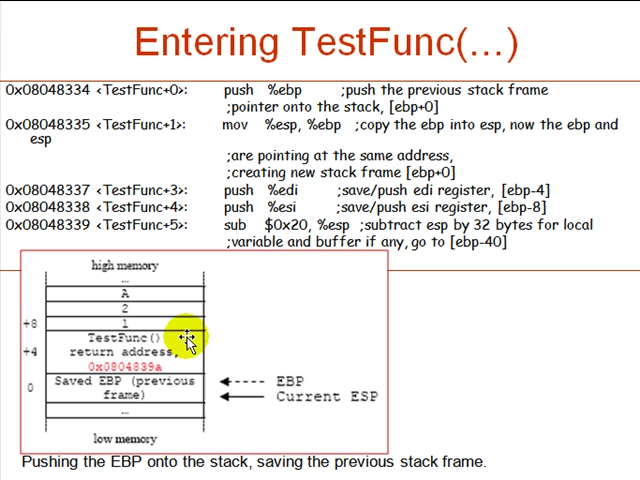 Entering TestFunc(...)
0x08048334 <TestFunc+0>: push %ebp ;push the previous stack frame
;pointer onto the stack, [ebp+0]
0x08048335 <TestFunc+1>: mov %esp, %ebp ;copy the ebp into esp, now the ebp and
esp
;are pointing at the same address,
;creating new stack frame [ebp+0]
0x08048337 <TestFunc+3>: push %edi ;save/push edi register, [ebp-4]
0x08048338 <TestFunc+4>: push %esi ;save/push esi register, [ebp-8]
0x08048339 <TestFunc+5>: sub $0x20, %esp ;subtract esp by 32 bytes for local
;variable and buffer if any, go to [ebp-40]
high memory
...
A
2
+8 1
TestFunc()
+4 return address,
0x0804839a
0 Saved EBP (previous EBP
frame) Current ESP
...
low memory
Pushing the EBP onto the stack, saving the previous stack frame.